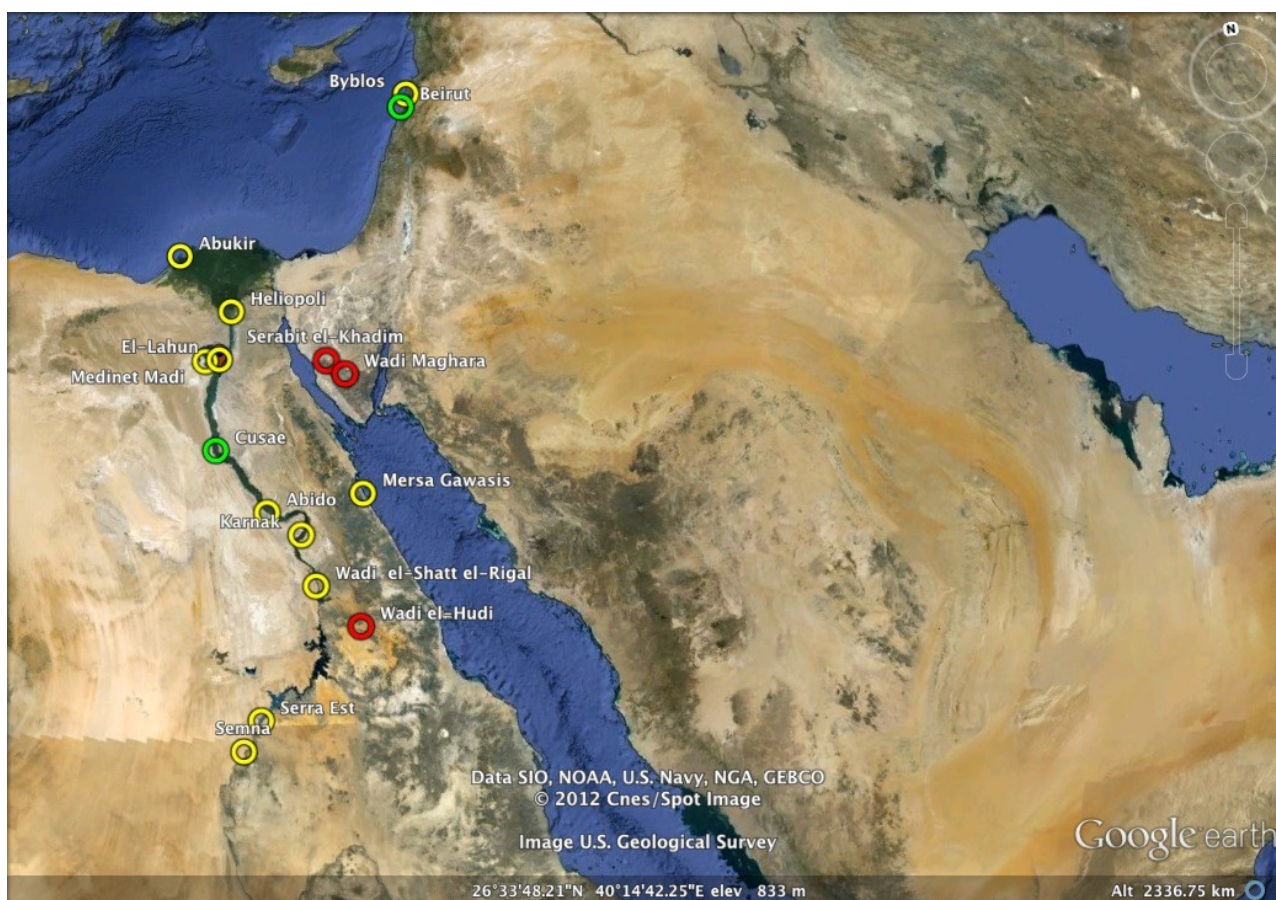 N
Byblos
Beirut
Abukir
Heliopoli
Serabit el-Khadim
El-Lahun
Wadi Maghara
Medinet Madi
Cusae
Mersa Gawasis
Abido
Karnak
Wadi el-Shatt el-Rigal
Wadi el-Hudi
Serra Est
Semna
Data SIO, NOAA, U.S. Navy, NGA, GEBCO
© 2012 Cnes/Spot Image
Image U.S. Geological Survey
Google earth
26°33'48.21"N 40°14'42.25"E elev 833 m
Alt 2336.75 km